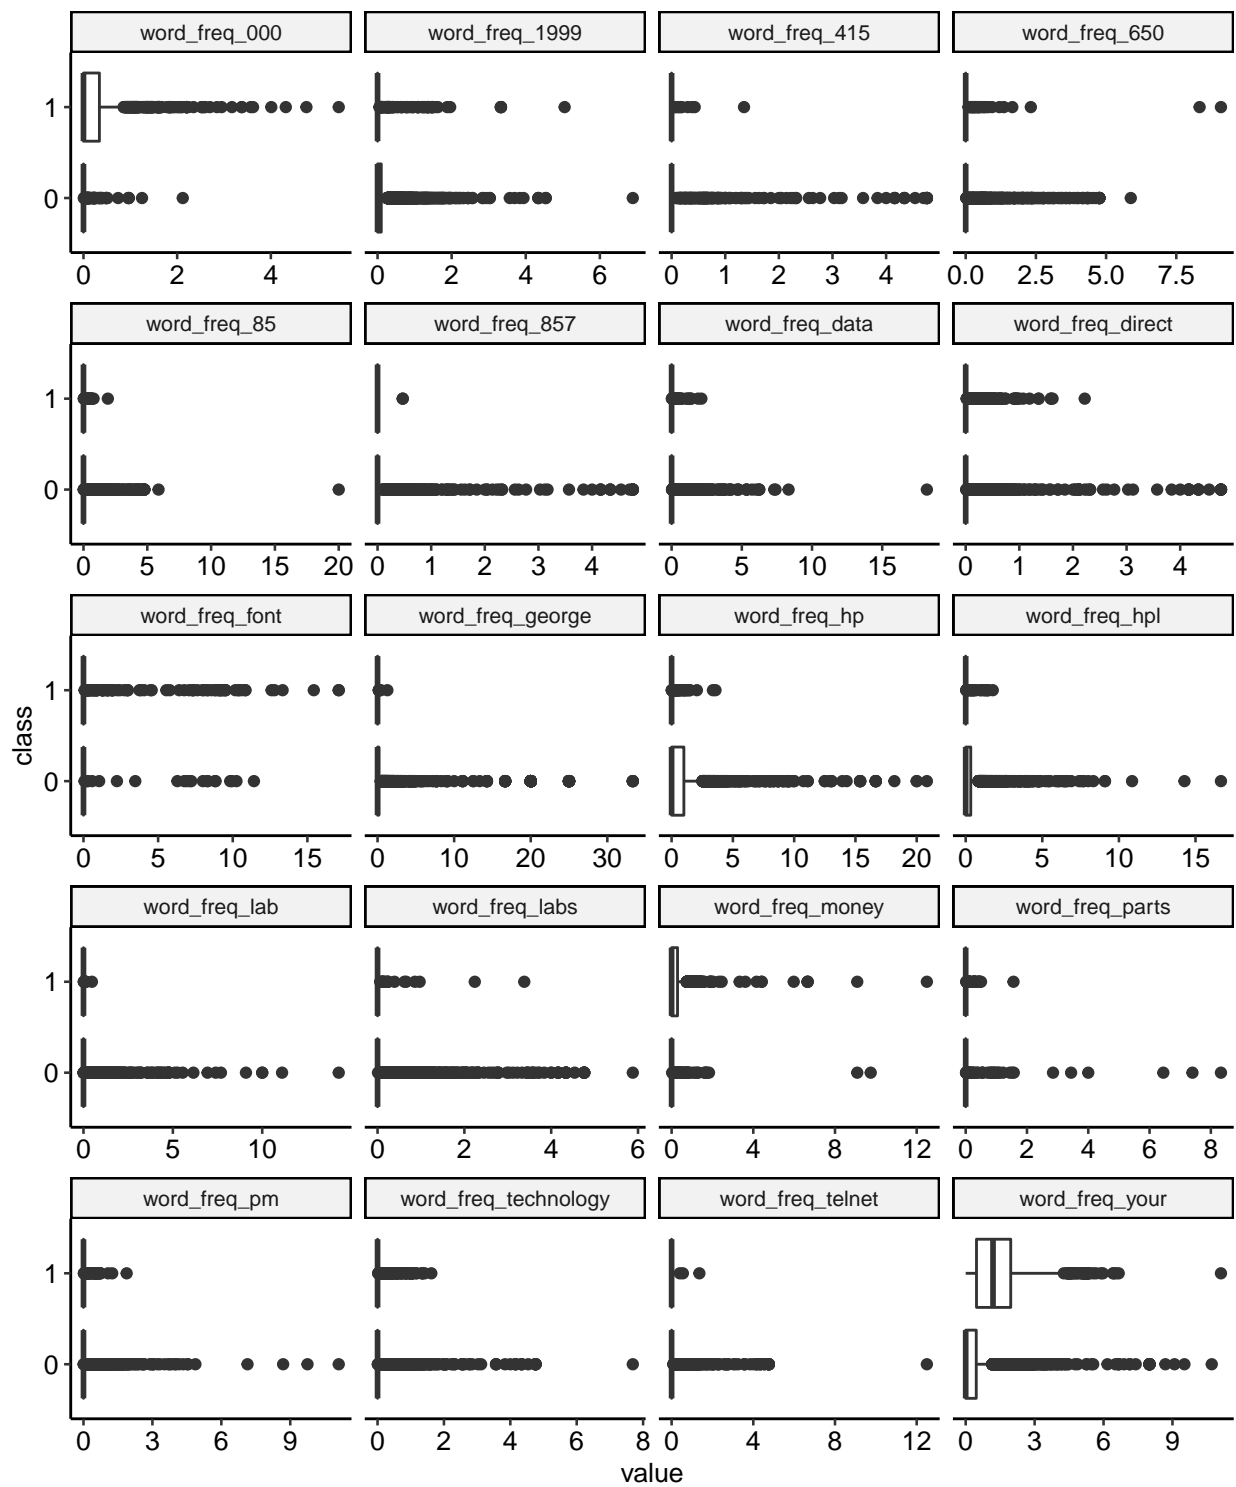 word_freq_000 word_freq_1999 word_freq_415 word_freq_650
1
0
0 2 4 0 2 4 6 0 1 2 3 4 0.0 2.5 5.0 7.5
word_freq_85 word_freq_857 word_freq_data word_freq_direct
1
0
0 5 10 15 20 0 1 2 3 4 0 5 10 15 0 1 2 3 4
word_freq_font word_freq_george word_freq_hp word_freq_hpl
1
class
0
0 5 10 15 0 10 20 30 0 5 10 15 20 0 5 10 15
word_freq_lab word_freq_labs word_freq_money word_freq_parts
1
0
0 5 10 0 2 4 6 0 4 8 12 0 2 4 6 8
word_freq_pm word_freq_technology word_freq_telnet word_freq_your
1
0
0 3 6 9 0 2 4 6 8 0 4 8 12 0 3 6 9
value